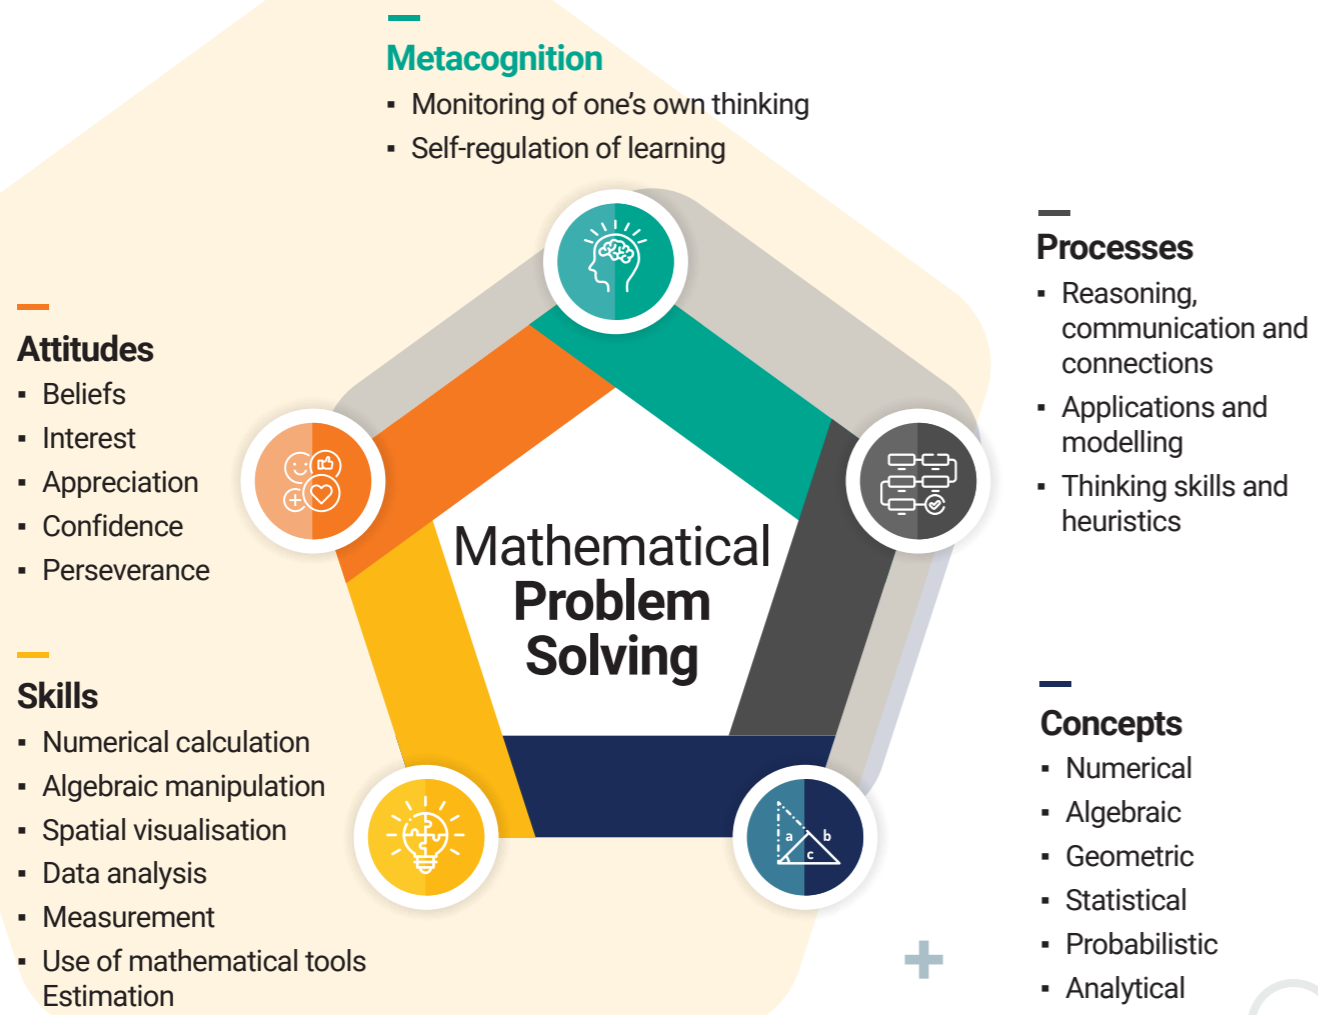 Metacognition
▪ Monitoring of one’s own thinking
▪ Self-regulation of learning
Attitudes
▪ Beliefs
▪ Interest
▪ Appreciation
▪ Confidence
▪ Perseverance
Processes
▪ Reasoning,
communication and
connections
▪ Applications and
modelling
▪ Thinking skills and
heuristics
Mathematical
Problem
Solving
Skills
▪ Numerical calculation
▪ Algebraic manipulation
▪ Spatial visualisation
▪ Data analysis
▪ Measurement
▪ Use of mathematical tools
Estimation
Concepts
▪ Numerical
▪ Algebraic
▪ Geometric
▪ Statistical
▪ Probabilistic
▪ Analytical
a b
c